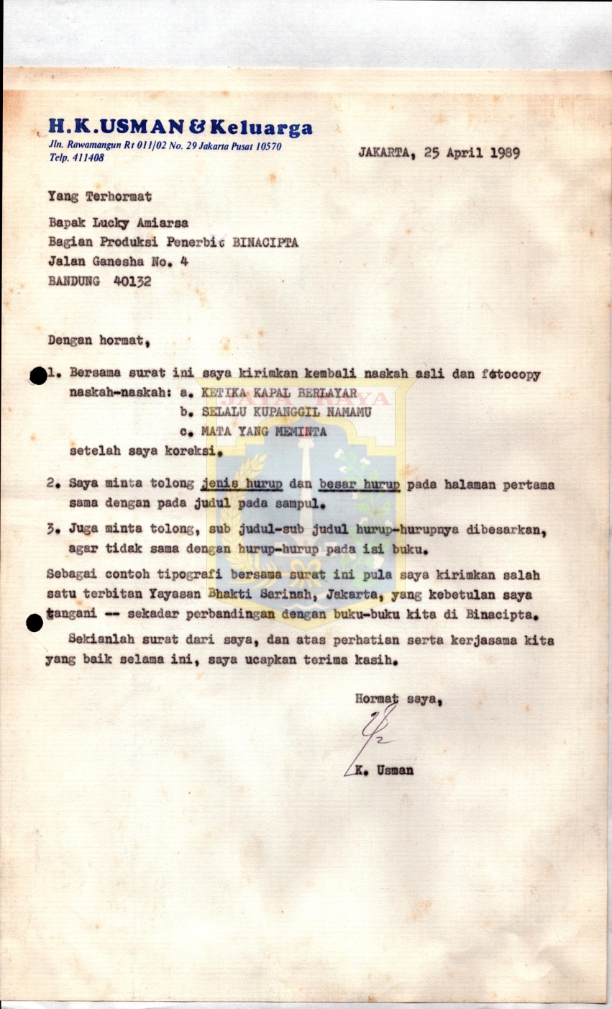 H.K.USMAN & Keluarga
Jln. Rawamangun Rt 011/02 No. 29 Jakarta Pusat 10570
Telp. 411408
JAKARTA, 25 April 1989
Yang Terhormat
Bapak Lucky Amiarsa
Bagian Produksi Penerbit BINACIPTA
Jalan Ganesha No. 4
BANDUNG 40132
Dengan hormat,
1. Bersama surat ini saya kirimkan kembali naskah asli dan fotocopy
naskah-naskah: a. KETIKA KAPAL BERLAYAR
JAYA RAYA
b. SELALU KUPANGGIL NAMAMU
c. MATA YANG MEMINTA
setelah saya koreksi.
2. Saya minta tolong jenis hurup dan besar hurup pada halaman pertama
sama dengan pada judul pada sampul.
3. Juga minta tolong, sub judul-sub judul hurup-hurupnya dibesarkan,
agar tidak sama dengan hurup-hurup pada isi buku.
Sebagai contoh tipografi bersama surat ini pula saya kirimkan salah
satu terbitan Yayasan Bhakti Sarinah, Jakarta, yang kebetulan saya
tangani -- sekadar perbandingan dengan buku-buku kita di Binacipta.
Sekianlah surat dari saya, dan atas perhatian serta kerjasama kita
yang baik selama ini, saya ucapkan terima kasih.
Hormat saya,
K. Usman